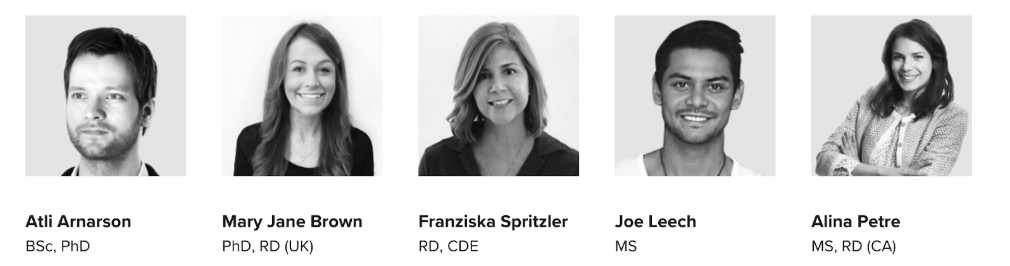 Atli Arnarson
BSc, PhD
Mary Jane Brown
PhD, RD (UK)
Franziska Spritzler
RD, CDE
Joe Leech
MS
Alina Petre
MS, RD (CA)